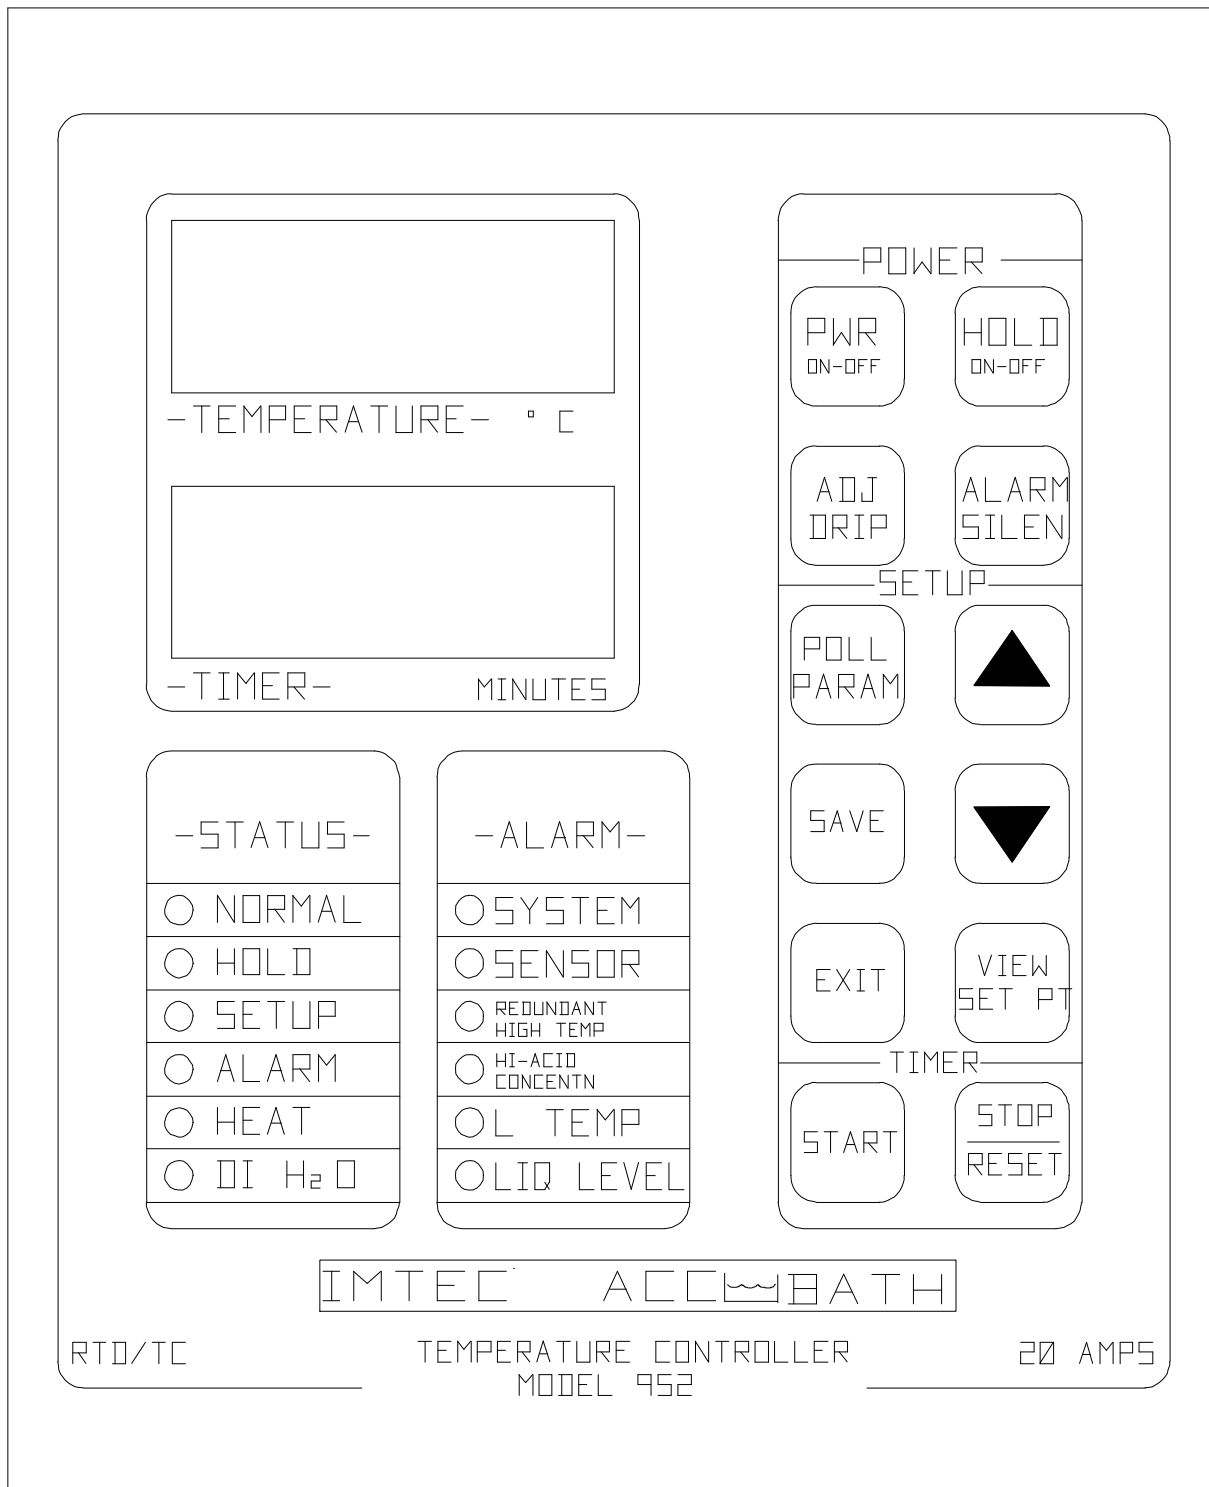 -TEMPERATURE- ° C
-TIMER- MINUTES
-STATUS-
NORMAL
HOLD
SETUP
ALARM
HEAT
DI H₂O
-ALARM-
SYSTEM
SENSOR
REDUNDANT
HIGH TEMP
HI-ACID
CONCENTN
L TEMP
LIQ LEVEL
POWER
PWR
ON-OFF
HOLD
ON-OFF
ADJ
DRIP
ALARM
SILEN
SETUP
POLL
PARAM
SAVE
EXIT
VIEW
SET PT
TIMER
START
STOP
RESET
IMTEC ACCUBATH
RTD/TC
TEMPERATURE CONTROLLER
MODEL 952
20 AMPS